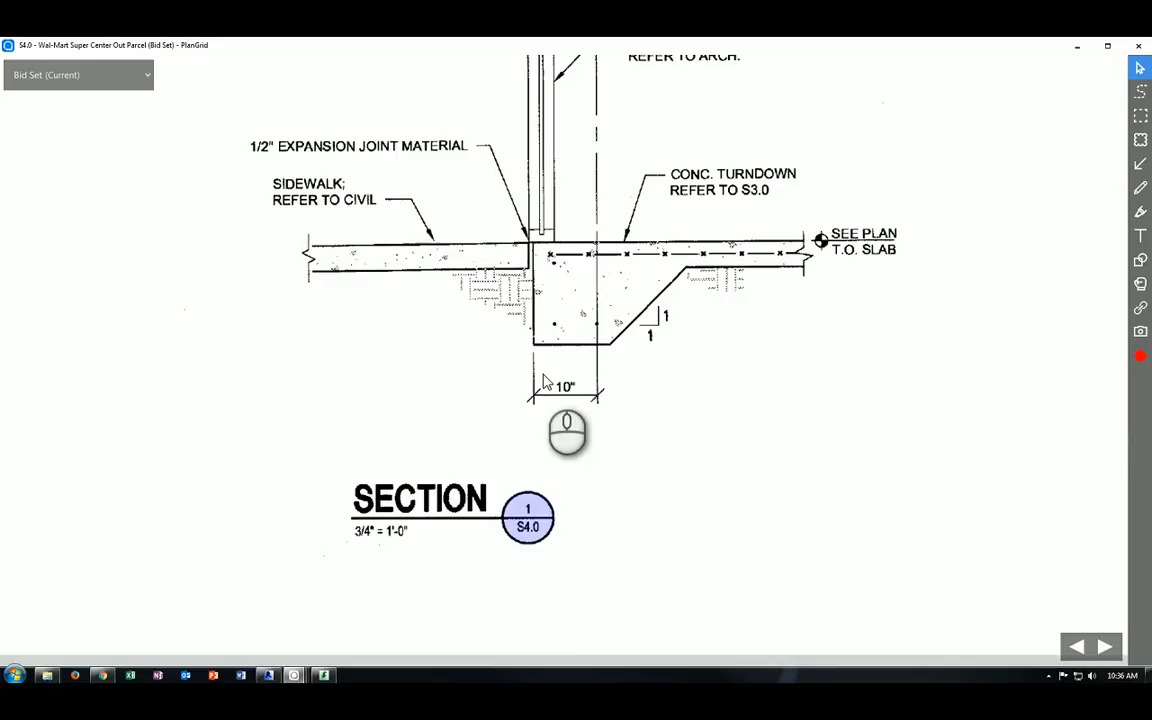 S4.0 - Wal-Mart Super Center Out Parcel (Bid Set) - PlanGrid
Bid Set (Current)
REFER TO ARCH.
1/2" EXPANSION JOINT MATERIAL
SIDEWALK;
REFER TO CIVIL
CONC. TURNDOWN
REFER TO S3.0
SEE PLAN
T.O. SLAB
1
1
10"
SECTION
3/4" = 1'-0"
1
S4.0
10:36 AM